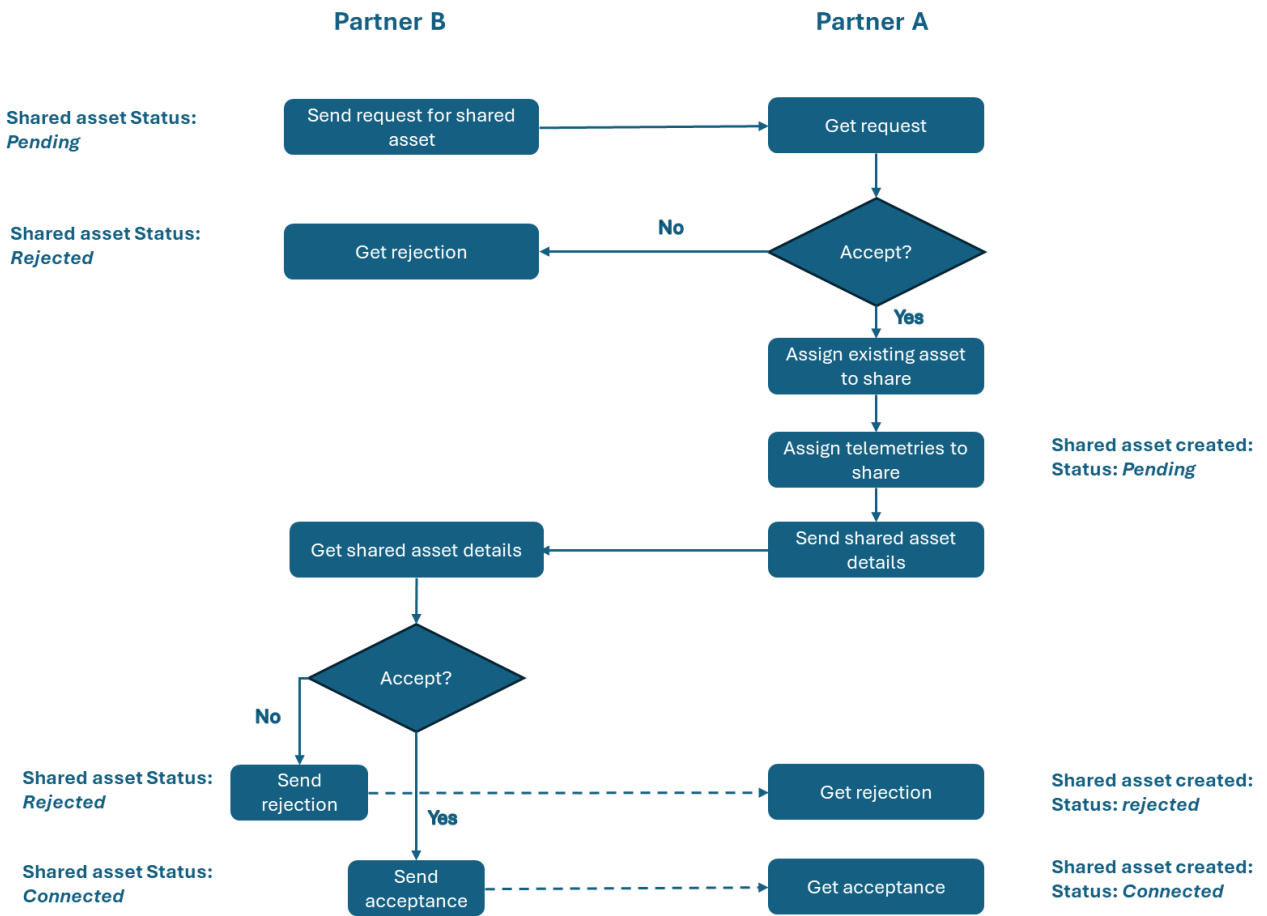 Partner B
Partner A
Shared asset Status:
Pending
Send request for shared
asset
Get request
Shared asset Status:
Rejected
Get rejection
No
Accept?
Yes
Assign existing asset
to share
Assign telemetries to
share
Shared asset created:
Status: Pending
Get shared asset details
Send shared asset
details
Accept?
No
Shared asset Status:
Rejected
Send
rejection
Get rejection
Shared asset created:
Status: rejected
Yes
Shared asset Status:
Connected
Send
acceptance
Get acceptance
Shared asset created:
Status: Connected